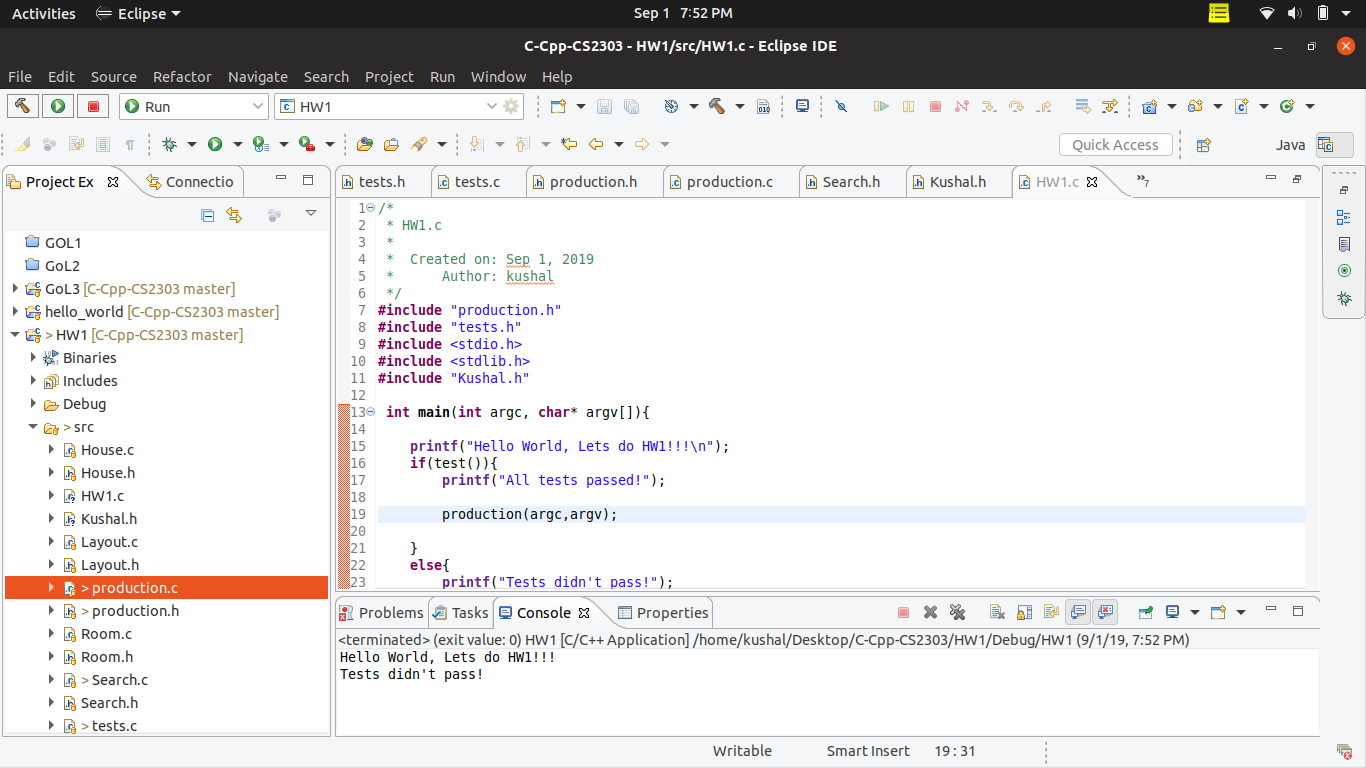 Activities Eclipse Sep 1 7:52 PM
C-Cpp-CS2303 - HW1/src/HW1.c - Eclipse IDE
File Edit Source Refactor Navigate Search Project Run Window Help
Run HW1
Quick Access Java
Project Ex Connectio
GOL1
GoL2
GoL3 [C-Cpp-CS2303 master]
hello_world [C-Cpp-CS2303 master]
> HW1 [C-Cpp-CS2303 master]
Binaries
Includes
Debug
> src
House.c
House.h
HW1.c
Kushal.h
Layout.c
Layout.h
> production.c
> production.h
Room.c
Room.h
> Search.c
Search.h
> tests.c
tests.h tests.c production.h production.c Search.h Kushal.h HW1.c »7
1 /*
2 * HW1.c
3 *
4 * Created on: Sep 1, 2019
5 * Author: kushal
6 */
7 #include "production.h"
8 #include "tests.h"
9 #include <stdio.h>
10 #include <stdlib.h>
11 #include "Kushal.h"
12
13 int main(int argc, char* argv[]){
14
15 printf("Hello World, Lets do HW1!!!\n");
16 if(test()){
17 printf("All tests passed!");
18
19 production(argc,argv);
20
21 }
22 else{
23 printf("Tests didn't pass!");
Problems Tasks Console Properties
<terminated> (exit value: 0) HW1 [C/C++ Application] /home/kushal/Desktop/C-Cpp-CS2303/HW1/Debug/HW1 (9/1/19, 7:52 PM)
Hello World, Lets do HW1!!!
Tests didn't pass!
Writable Smart Insert 19 : 31